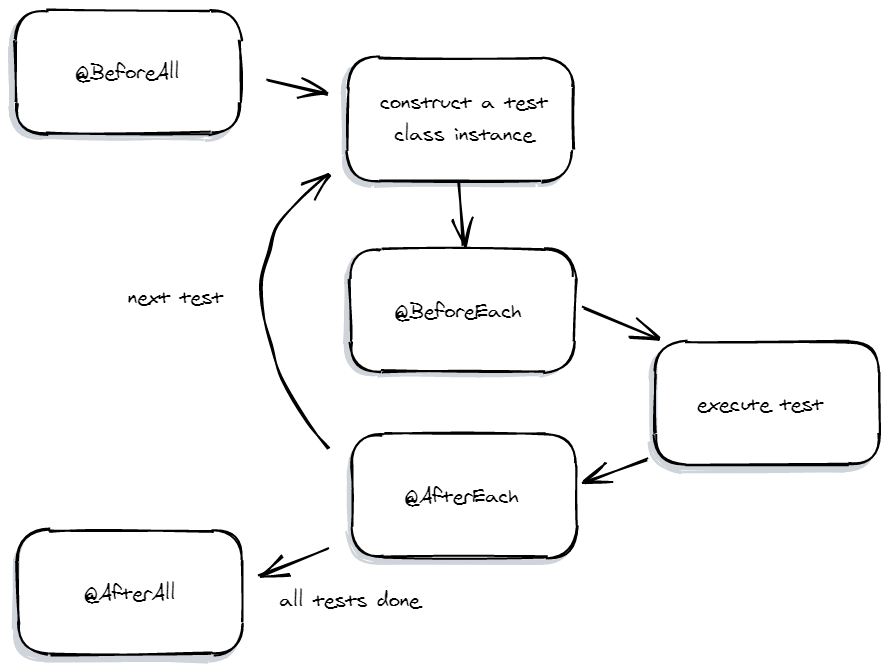 @BeforeAll
construct a test
class instance
@BeforeEach
next test
execute test
@AfterEach
@AfterAll
all tests done